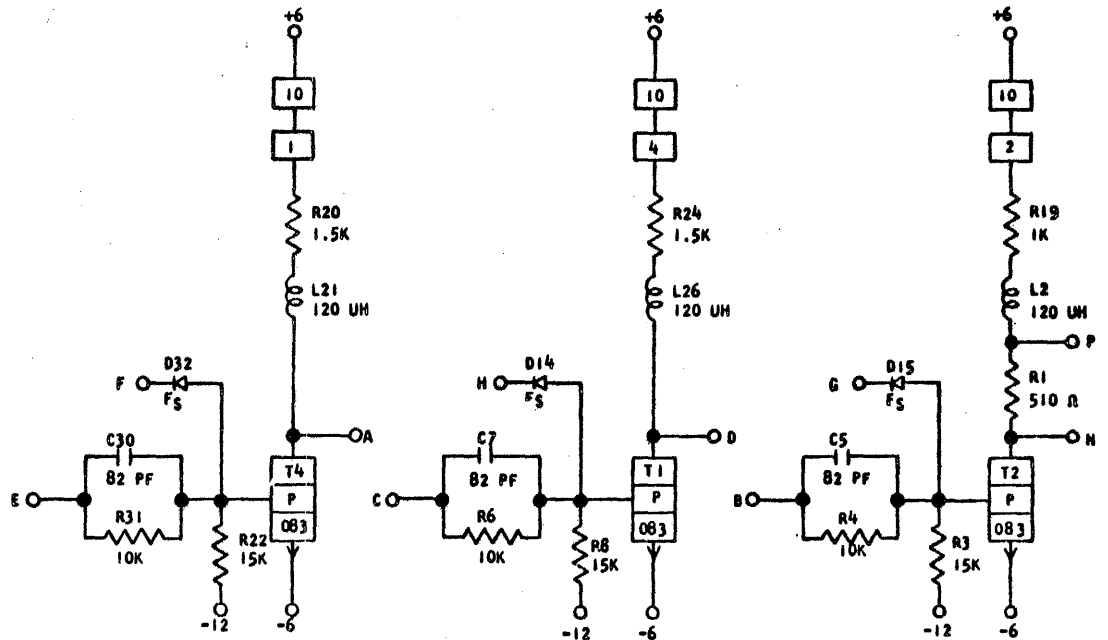 +6
10
1
R20
1.5K
L21
120 UH
D32
F
FS
A
C30
82 PF
E
R31
10K
R22
15K
T4
P
083
-12
-6
+6
10
4
R24
1.5K
L26
120 UH
D14
H
FS
D
C7
82 PF
C
R6
10K
R8
15K
T1
P
083
-12
-6
+6
10
2
R19
1K
L2
120 UH
P
D15
G
FS
R1
510 Ω
N
C5
82 PF
B
R4
10K
R3
15K
T2
P
083
-12
-6